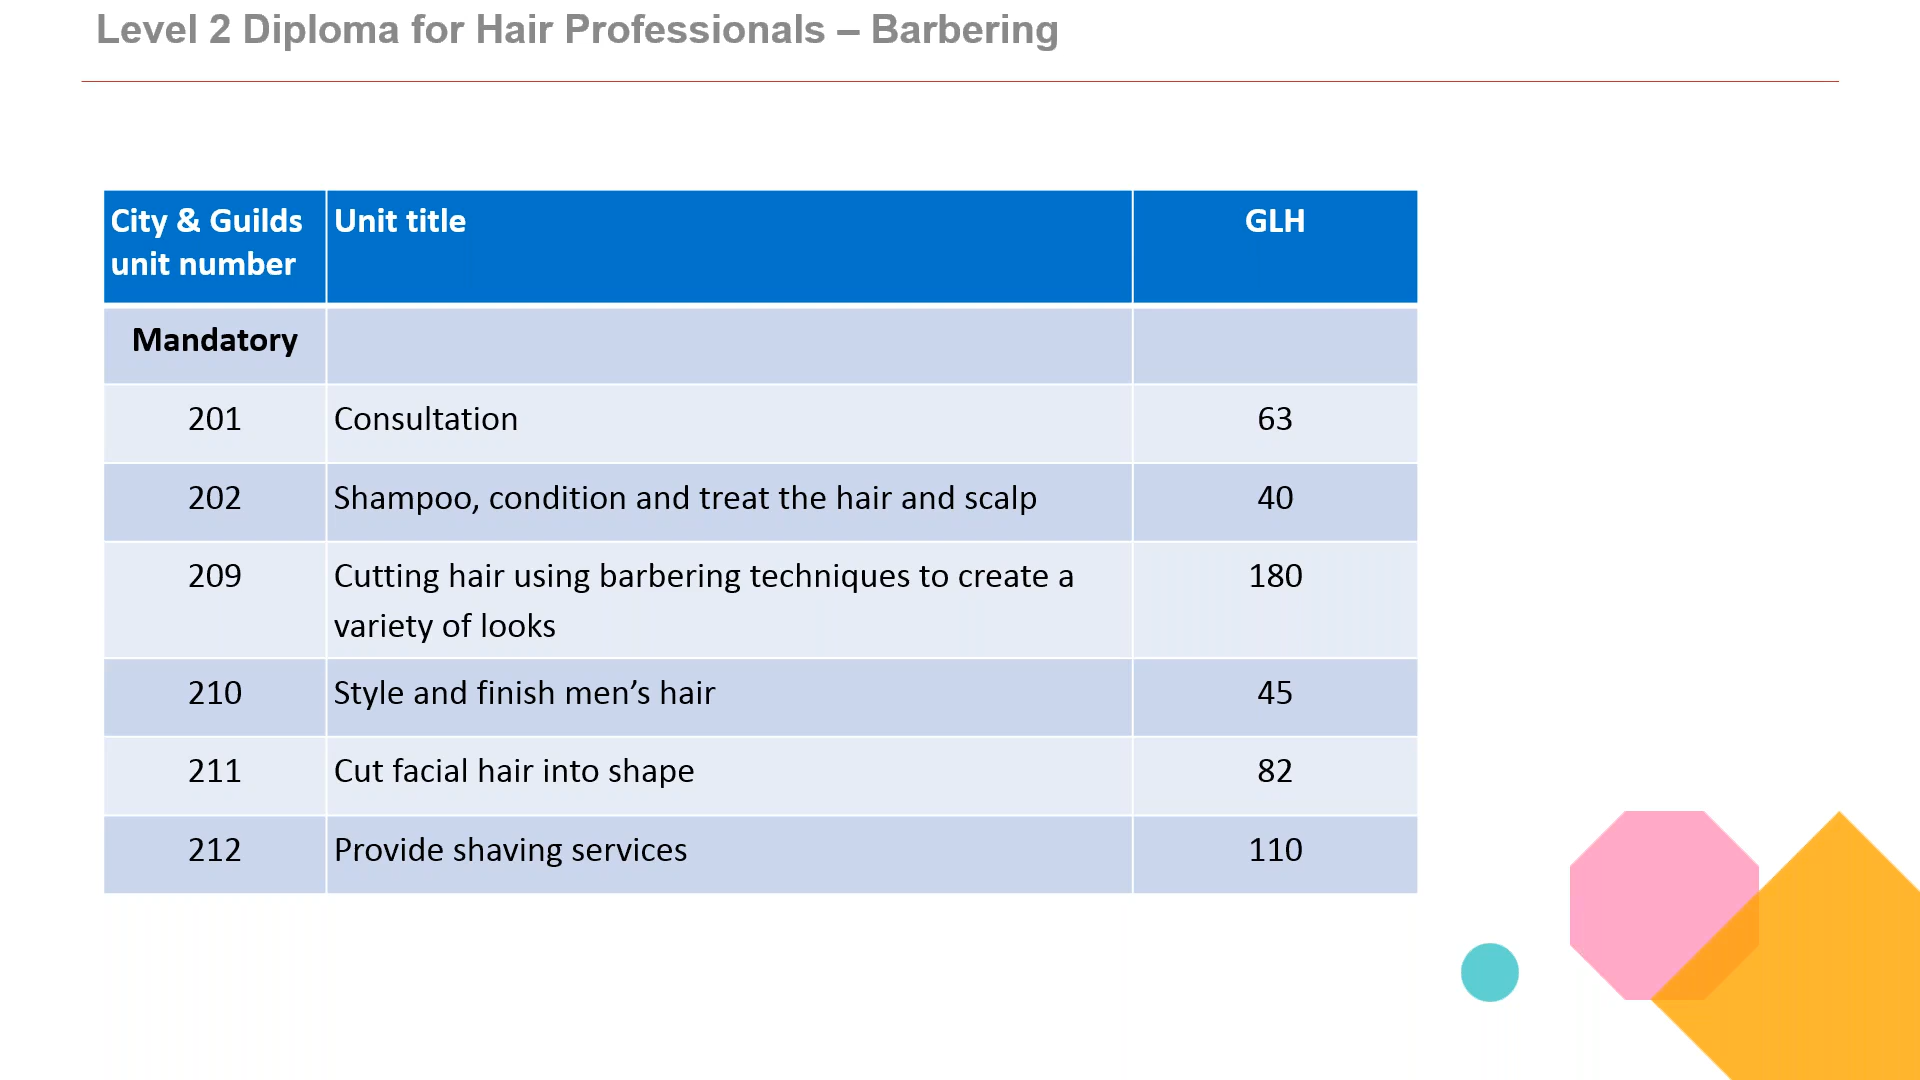 Level 2 Diploma for Hair Professionals – Barbering
City & Guilds unit number Unit title GLH
Mandatory
201 Consultation 63
202 Shampoo, condition and treat the hair and scalp 40
209 Cutting hair using barbering techniques to create a variety of looks 180
210 Style and finish men’s hair 45
211 Cut facial hair into shape 82
212 Provide shaving services 110